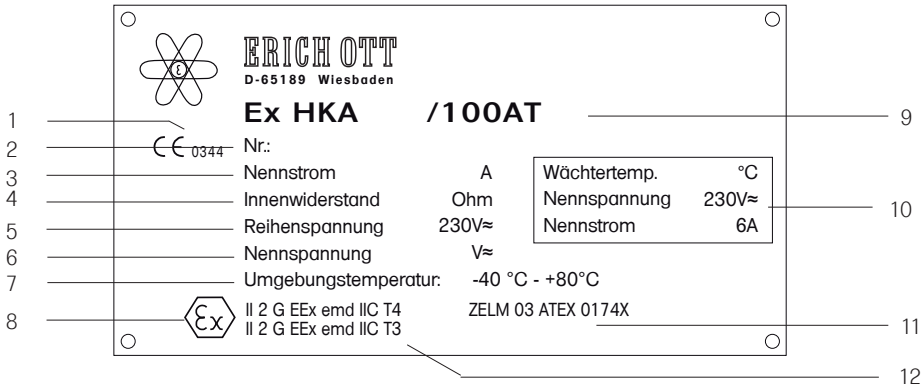 ERICH OTT
D-65189 Wiesbaden
Ex HKA /100AT
9
1
CE 0344
2 Nr.:
3 Nennstrom A
4 Innenwiderstand Ohm
5 Reihenspannung 230V≈
6 Nennspannung V≈
7 Umgebungstemperatur: -40 °C - +80°C
Wächtertemp. °C
Nennspannung 230V≈
Nennstrom 6A
10
8
Ex
II 2 G EEx emd IIC T4
II 2 G EEx emd IIC T3
ZELM 03 ATEX 0174X
11
12